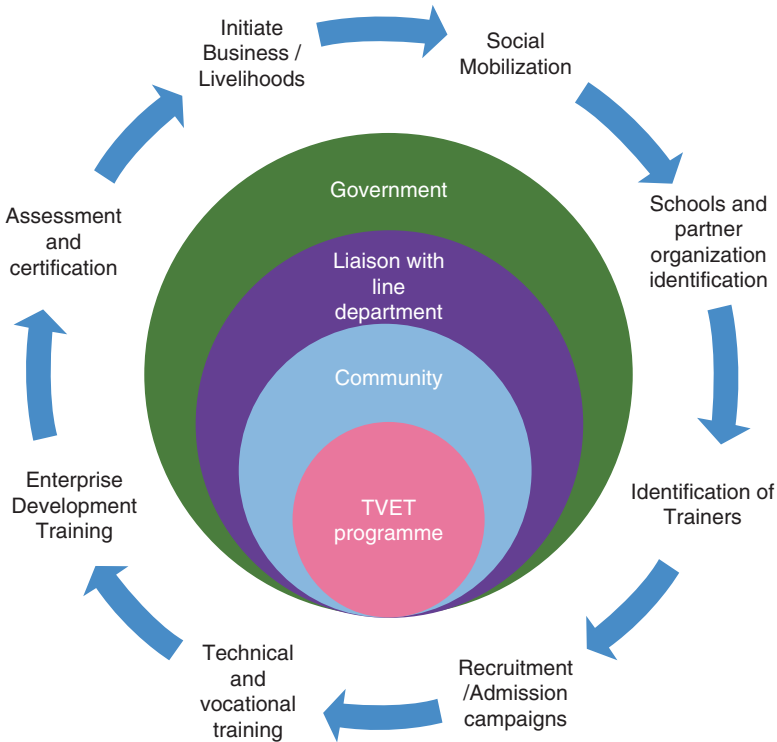 Initiate
Business /
Livelihoods
Social
Mobilization
Schools and
partner
organization
identification
Identification of
Trainers
Recruitment
/Admission
campaigns
Technical
and
vocational
training
Enterprise
Development
Training
Assessment
and
certification
Government
Liaison with
line
department
Community
TVET
programme